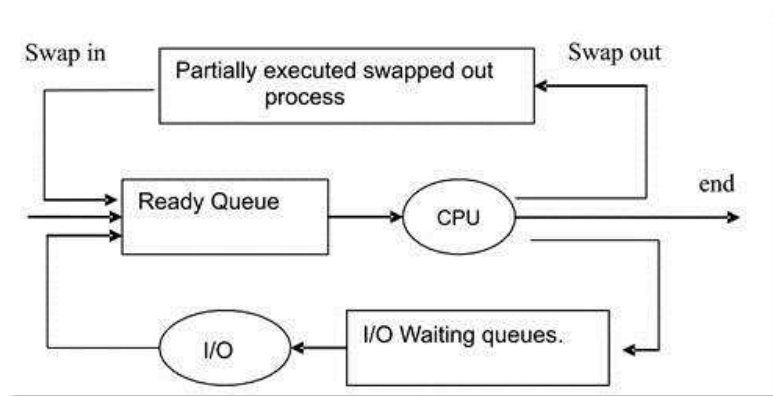 Swap in
Partially executed swapped out
process
Swap out
Ready Queue
CPU
end
I/O
I/O Waiting queues.